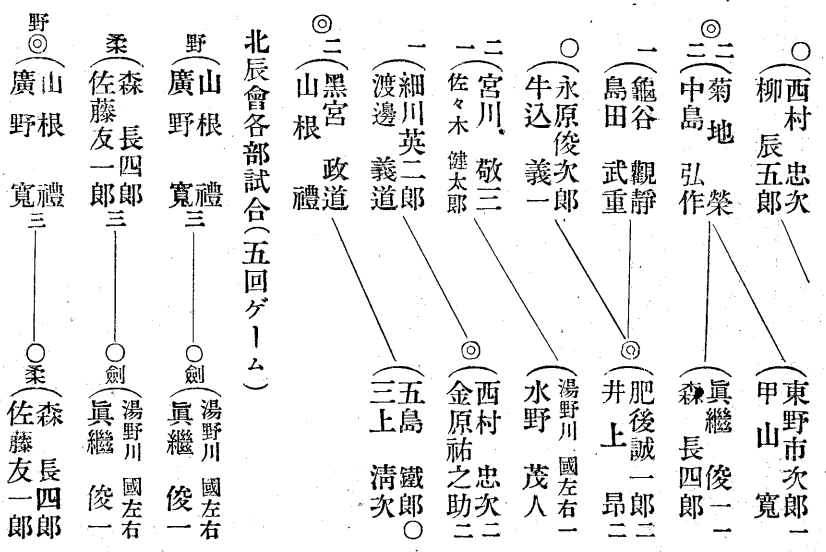 〇(西村 忠次
柳 辰五郎
東野市次郎一
甲山 寬
◎二(菊地 榮
二 中島 弘作
眞繼 俊一一
森 長四郎
一(龜谷 觀靜
島田 武重
◎(肥後誠一郎二
井上 昂二
〇(永原俊次郎
牛込 義一
二(宮川 敬三
一 佐々木 健太郎
湯野川 國左右一
水野 茂人
一(細川英二郎
渡邊 義道
◎(西村 忠次二
金原祐之助二
◎二(黑宮 政道
山根 禮
(五島 鐵郎〇
三上 淸次
北辰會各部試合(五回ゲーム)
野(山根 禮三
廣野 寬
〇劍(湯野川 國左右
眞繼 俊一
柔(森 長四郎三
佐藤友一郎
〇劍(湯野川 國左右
眞繼 俊一
野◎(山根 禮三
廣野 寬
〇柔(森 長四郎
佐藤友一郎